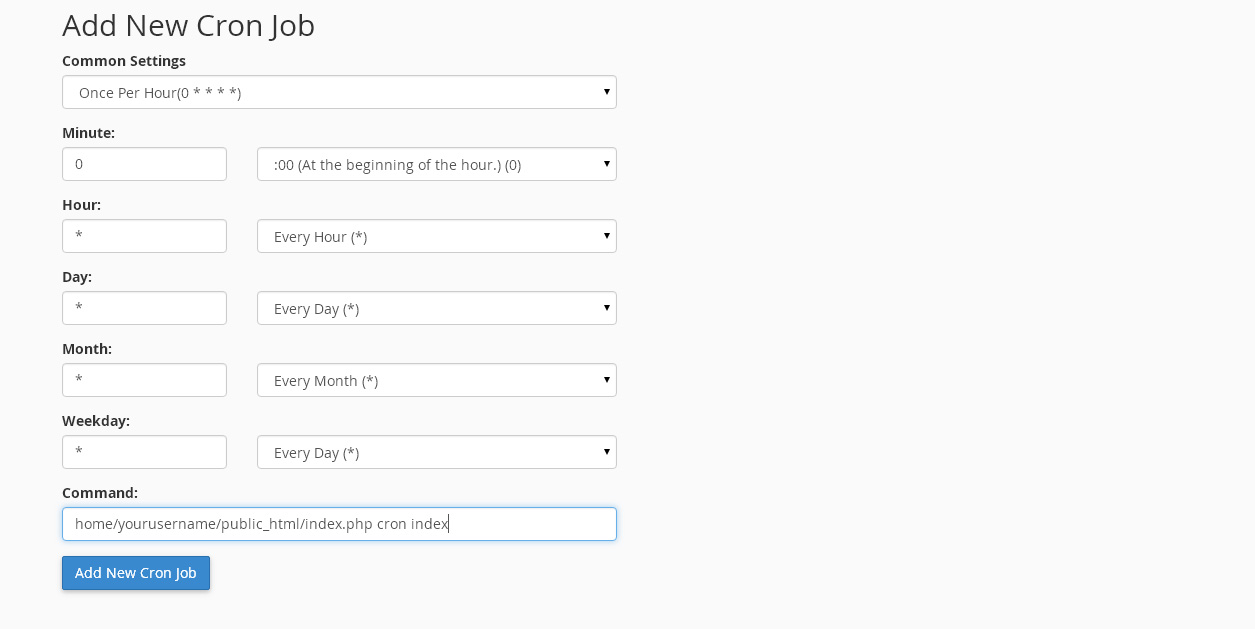 Add New Cron Job
Common Settings
Once Per Hour(0 * * * *)
Minute:
0 :00 (At the beginning of the hour.) (0)
Hour:
* Every Hour (*)
Day:
* Every Day (*)
Month:
* Every Month (*)
Weekday:
* Every Day (*)
Command:
home/yourusername/public_html/index.php cron index
Add New Cron Job